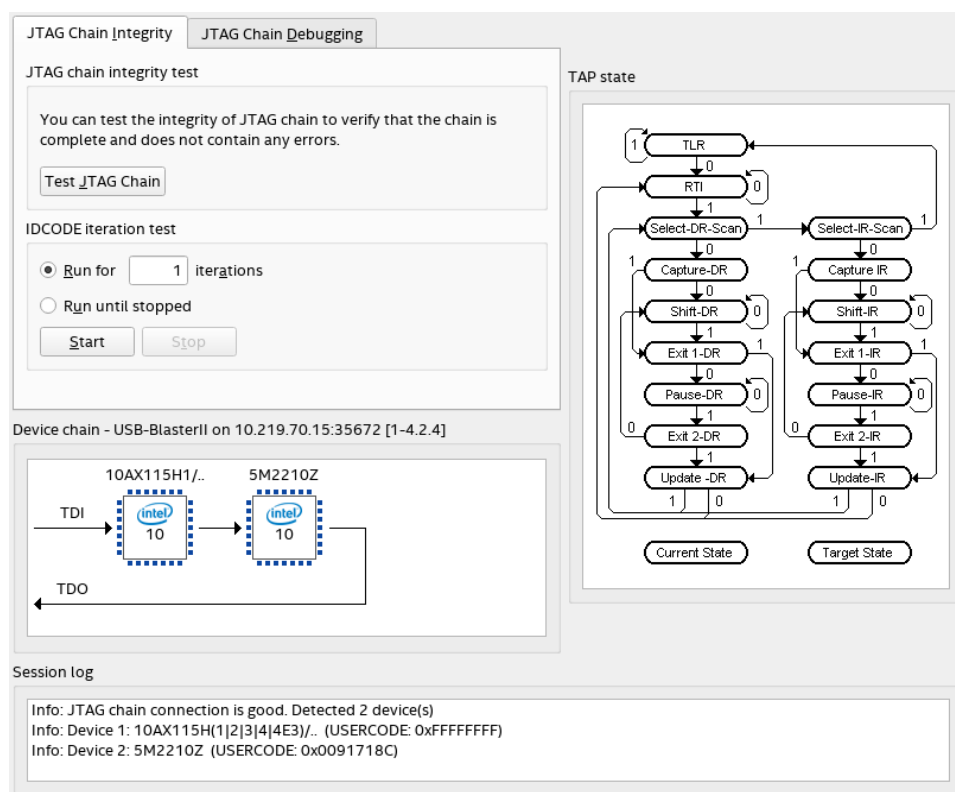 JTAG Chain Integrity
JTAG Chain Debugging
JTAG chain integrity test
You can test the integrity of JTAG chain to verify that the chain is
complete and does not contain any errors.
Test JTAG Chain
IDCODE iteration test
Run for 1 iterations
Run until stopped
Start
Stop
Device chain - USB-BlasterII on 10.219.70.15:35672 [1-4.2.4]
10AX115H1/..
5M2210Z
TDI
intel
10
intel
10
TDO
TAP state
1
TLR
0
RTI
0
1
Select-DR-Scan
1
Select-IR-Scan
1
0
0
1
Capture-DR
1
Capture IR
0
0
Shift-DR
0
Shift-IR
0
1
1
Exit 1-DR
1
Exit 1-IR
1
0
0
Pause-DR
0
Pause-IR
0
1
1
0
Exit 2-DR
0
Exit 2-IR
1
1
Update -DR
Update-IR
1
0
1
0
Current State
Target State
Session log
Info: JTAG chain connection is good. Detected 2 device(s)
Info: Device 1: 10AX115H(1|2|3|4|4E3)/.. (USERCODE: 0xFFFFFFFF)
Info: Device 2: 5M2210Z (USERCODE: 0x0091718C)